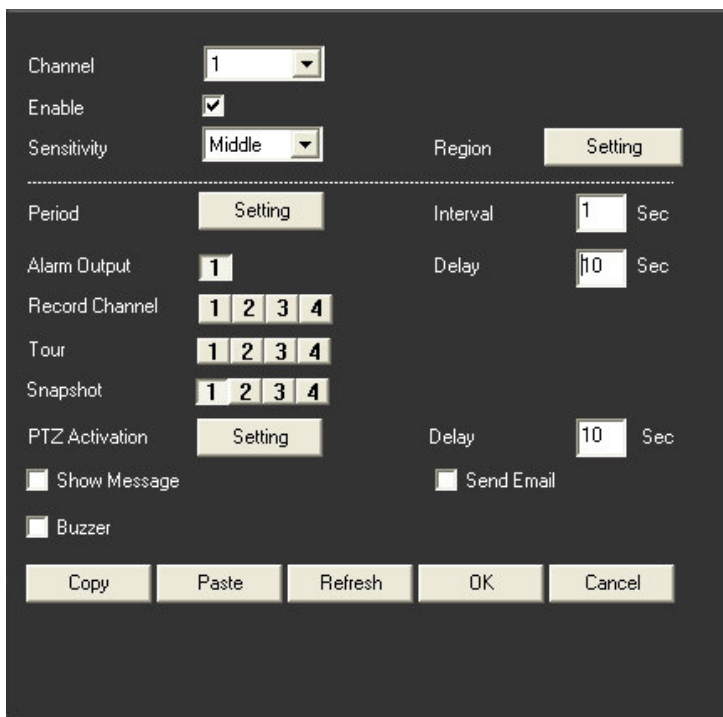 Channel 1
Enable
Sensitivity Middle Region Setting
Period Setting Interval 1 Sec
Alarm Output 1 Delay 10 Sec
Record Channel 1 2 3 4
Tour 1 2 3 4
Snapshot 1 2 3 4
PTZ Activation Setting Delay 10 Sec
Show Message Send Email
Buzzer
Copy Paste Refresh OK Cancel